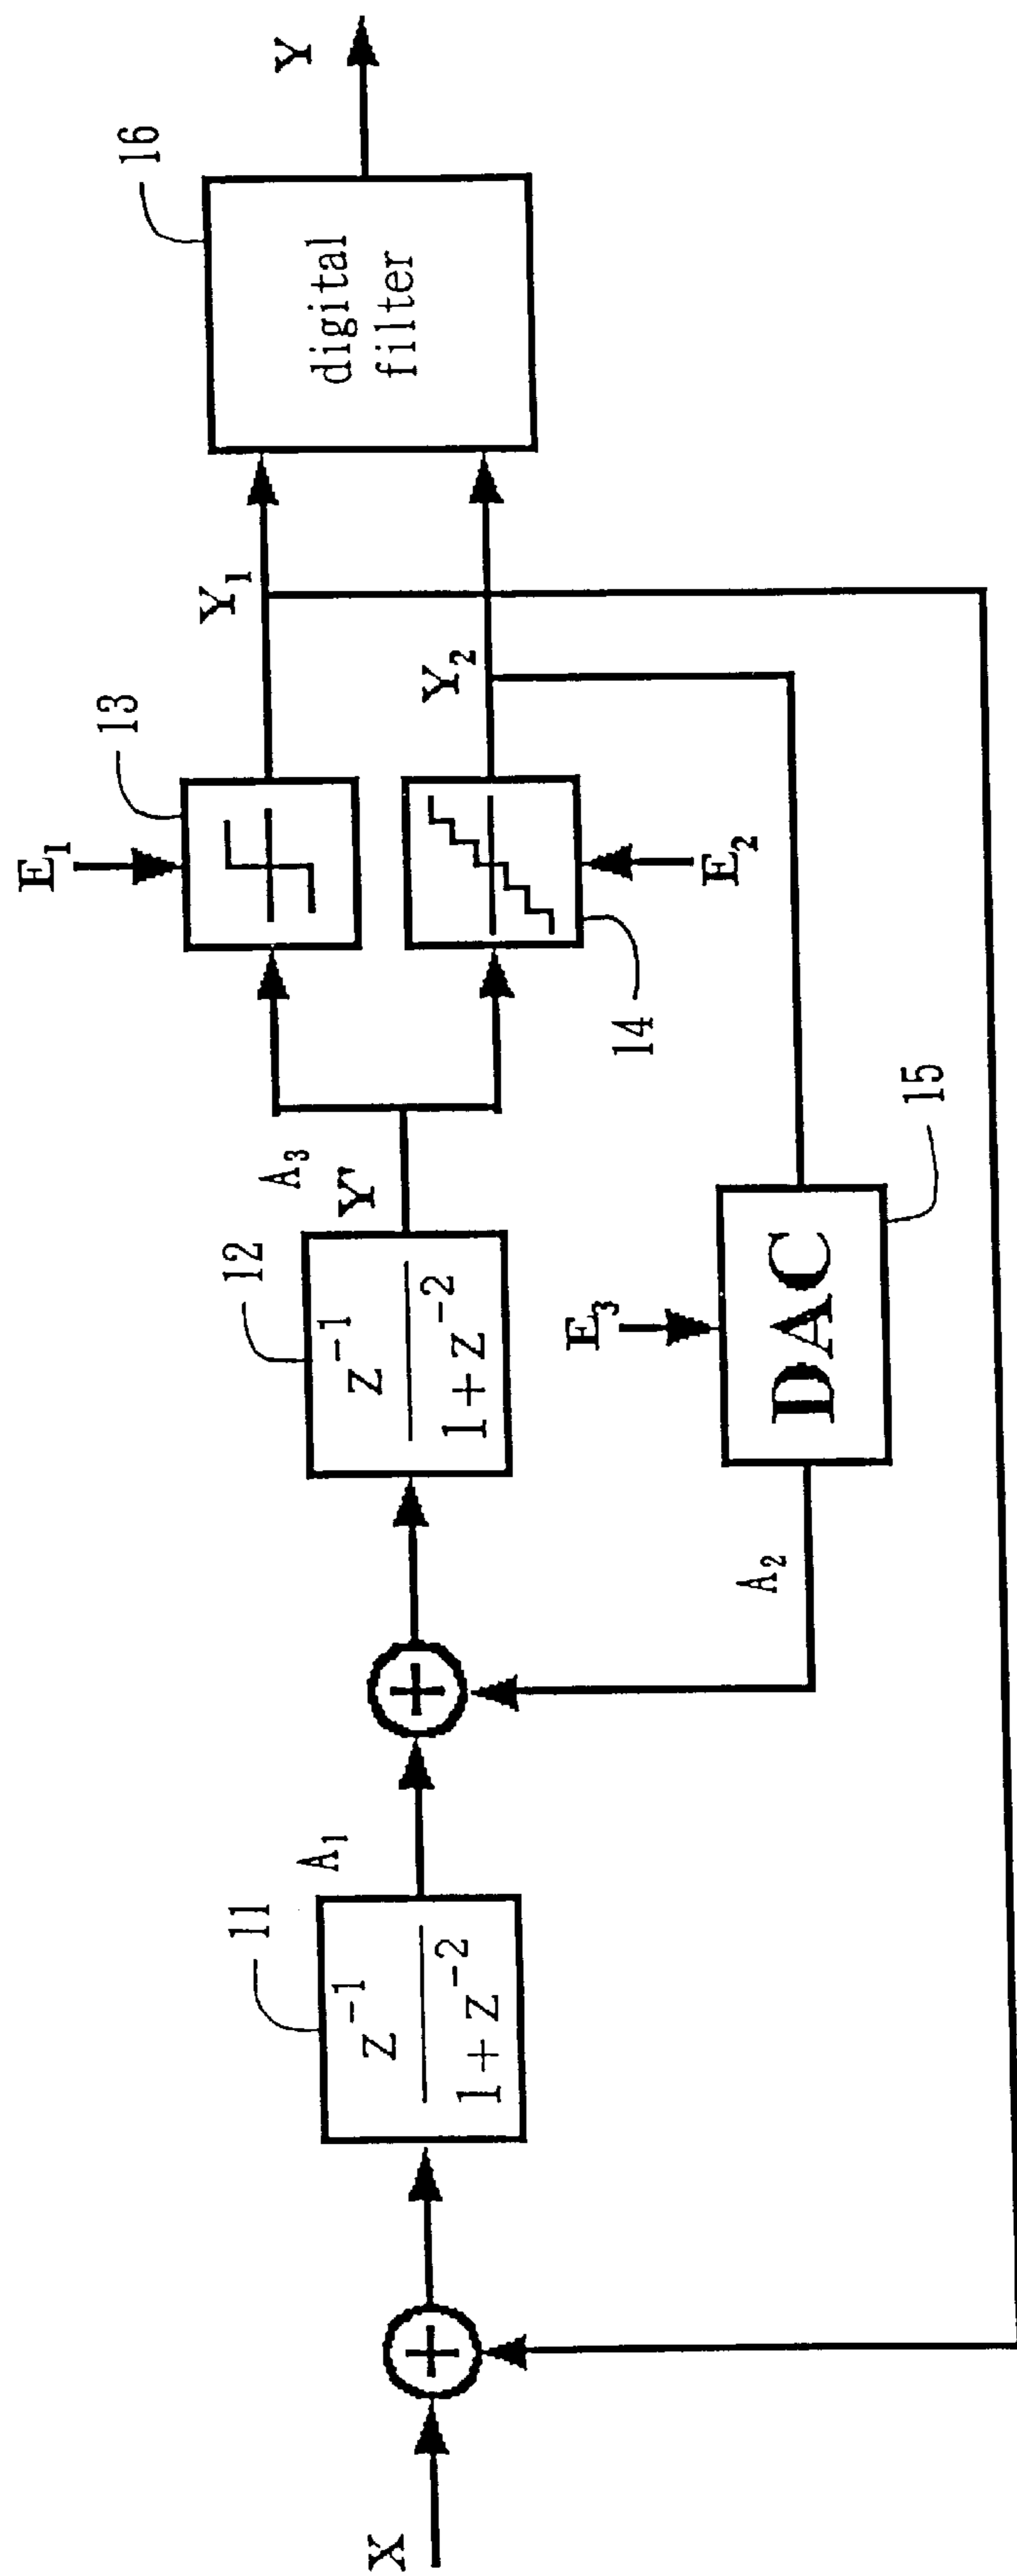 X
11
z⁻¹
1+z⁻²
A₁
12
z⁻¹
1+z⁻²
A₃
Y'
E₁
13
Y₁
14
E₂
Y₂
16
digital
filter
Y
E₃
15
DAC
A₂